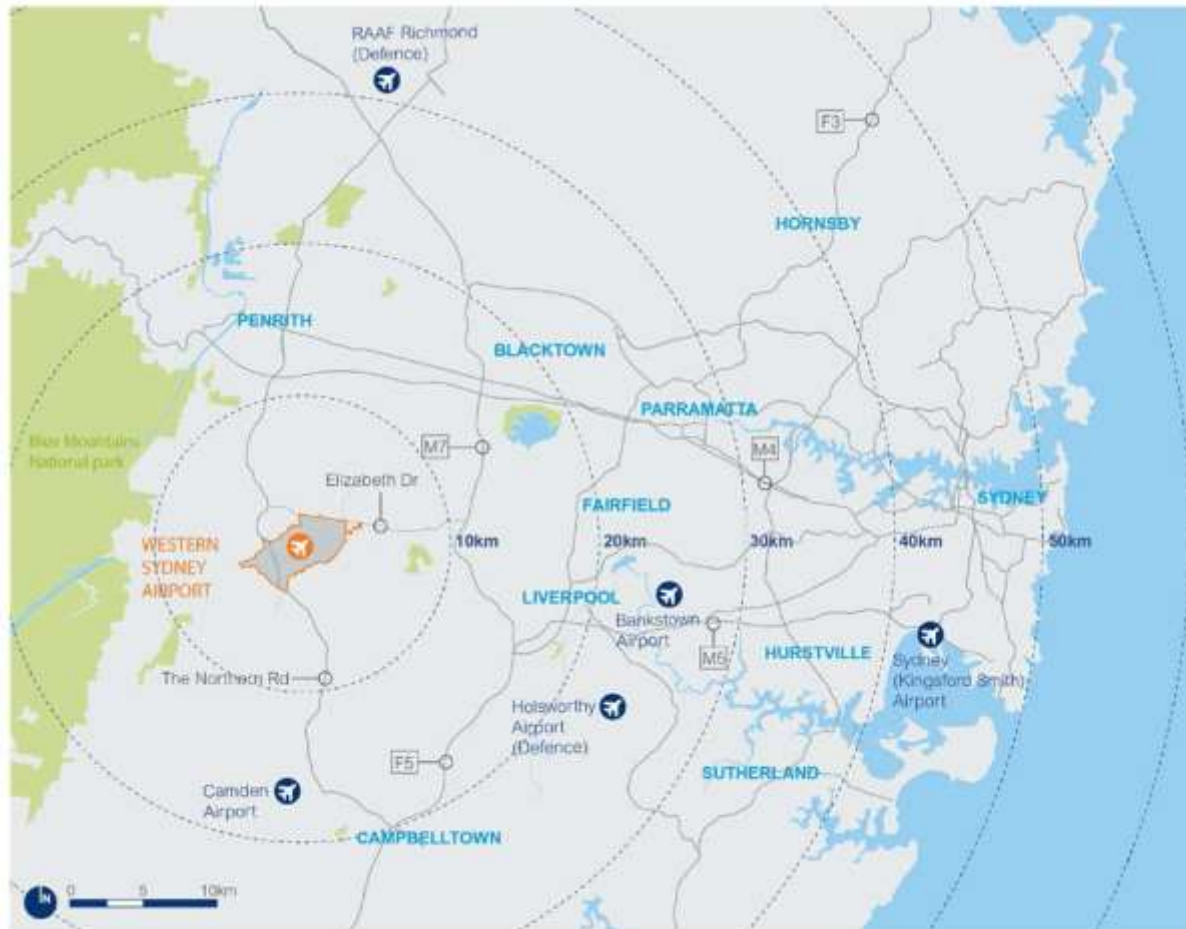 RAAF Richmond
(Defence)
F3
HORNSBY
PENRITH
BLACKTOWN
PARRAMATTA
Blue Mountains
National park
M7
M4
Elizabeth Dr
SYDNEY
FAIRFIELD
WESTERN
SYDNEY
AIRPORT
10km
20km
30km
40km
50km
LIVERPOOL
Bankstown
Airport
M5
HURSTVILLE
Sydney
(Kingsford Smith)
Airport
The Northern Rd
Holsworthy
Airport
(Defence)
F5
SUTHERLAND
Camden
Airport
CAMPBELLTOWN
N
0 5 10km